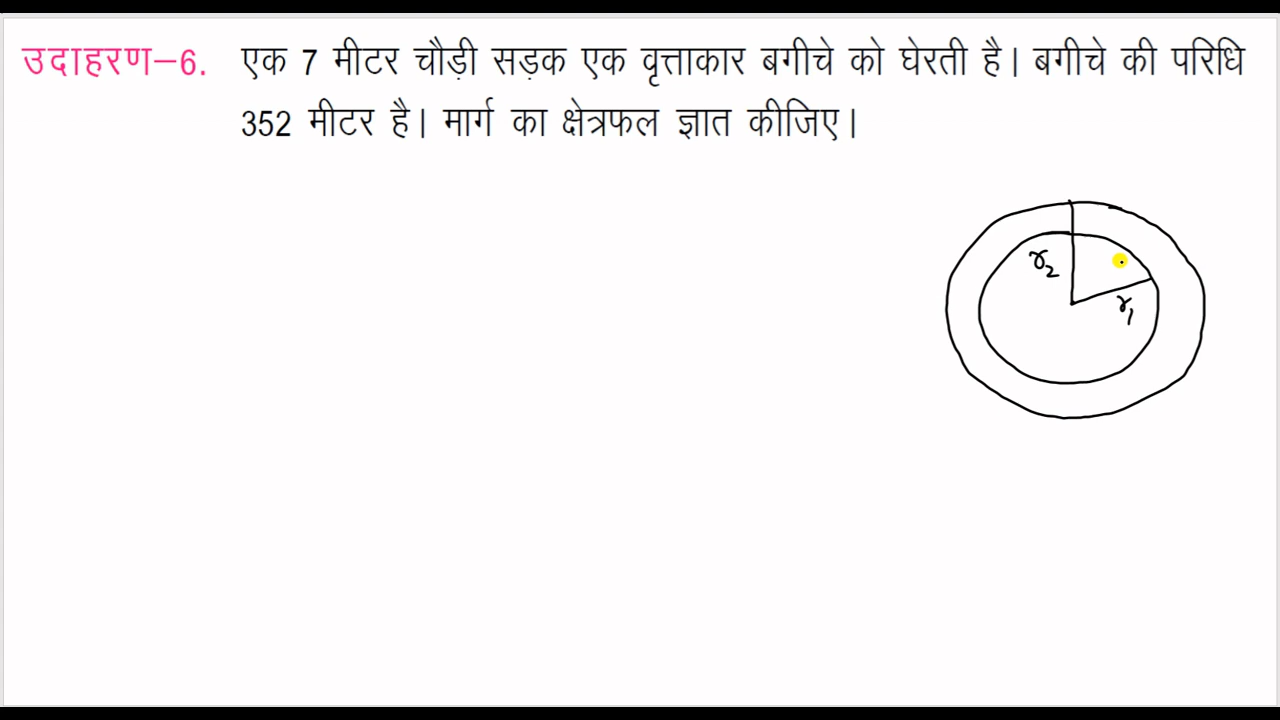 उदाहरण–6. एक 7 मीटर चौड़ी सड़क एक वृत्ताकार बगीचे को घेरती है। बगीचे की परिधि
352 मीटर है। मार्ग का क्षेत्रफल ज्ञात कीजिए।
r2
r1